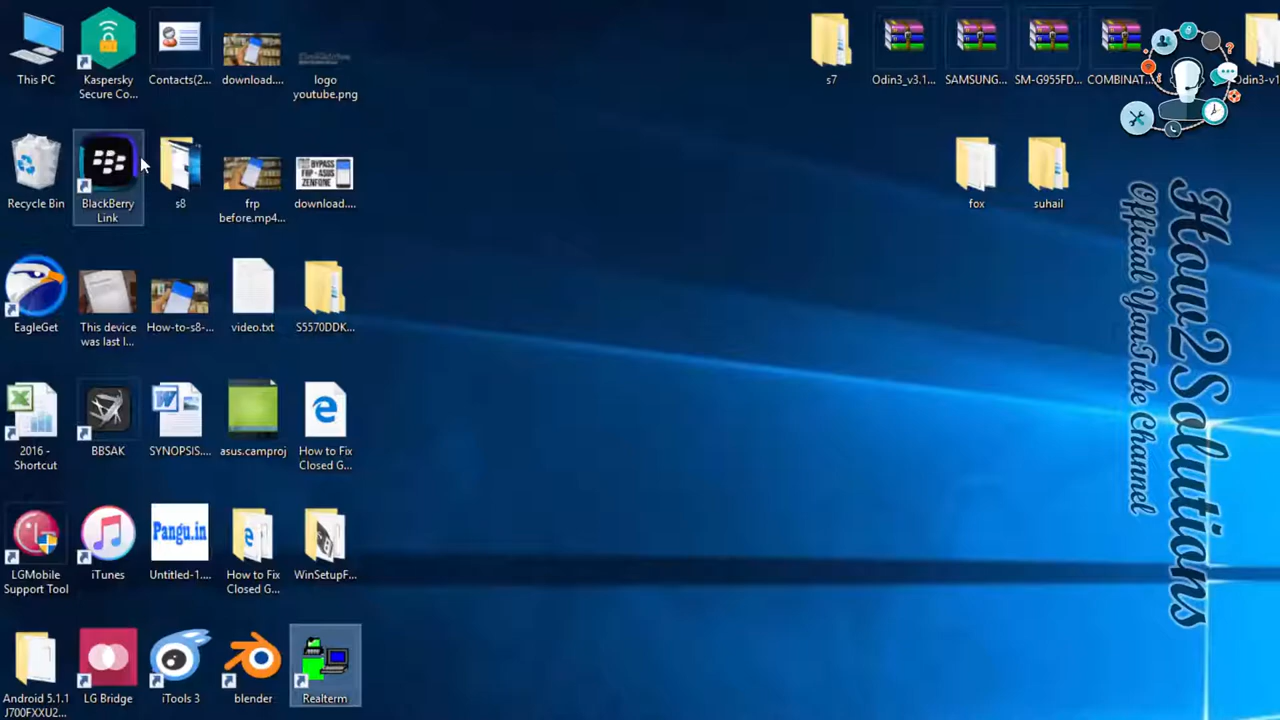 This PC
Kaspersky
Secure Co...
Contacts(2...
download....
logo
youtube.png
s7
Odin3_v3.1...
SAMSUNG...
SM-G955FD...
COMBINAT...
Odin3-v1
Recycle Bin
BlackBerry
Link
s8
frp
before.mp4...
BYPASS
FRP - ASUS
ZENFONE
download....
fox
suhail
EagleGet
This device
was last l...
How-to-s8-...
video.txt
S5570DDK...
2016 -
Shortcut
BBSAK
SYNOPSIS....
asus.camproj
How to Fix
Closed G...
LGMobile
Support Tool
iTunes
Pangu.in
Untitled-1....
How to Fix
Closed G...
WinSetupF...
Android 5.1.1
J700FXXU2...
LG Bridge
iTools 3
blender
Realterm
How2Solutions
Official YouTube Channel